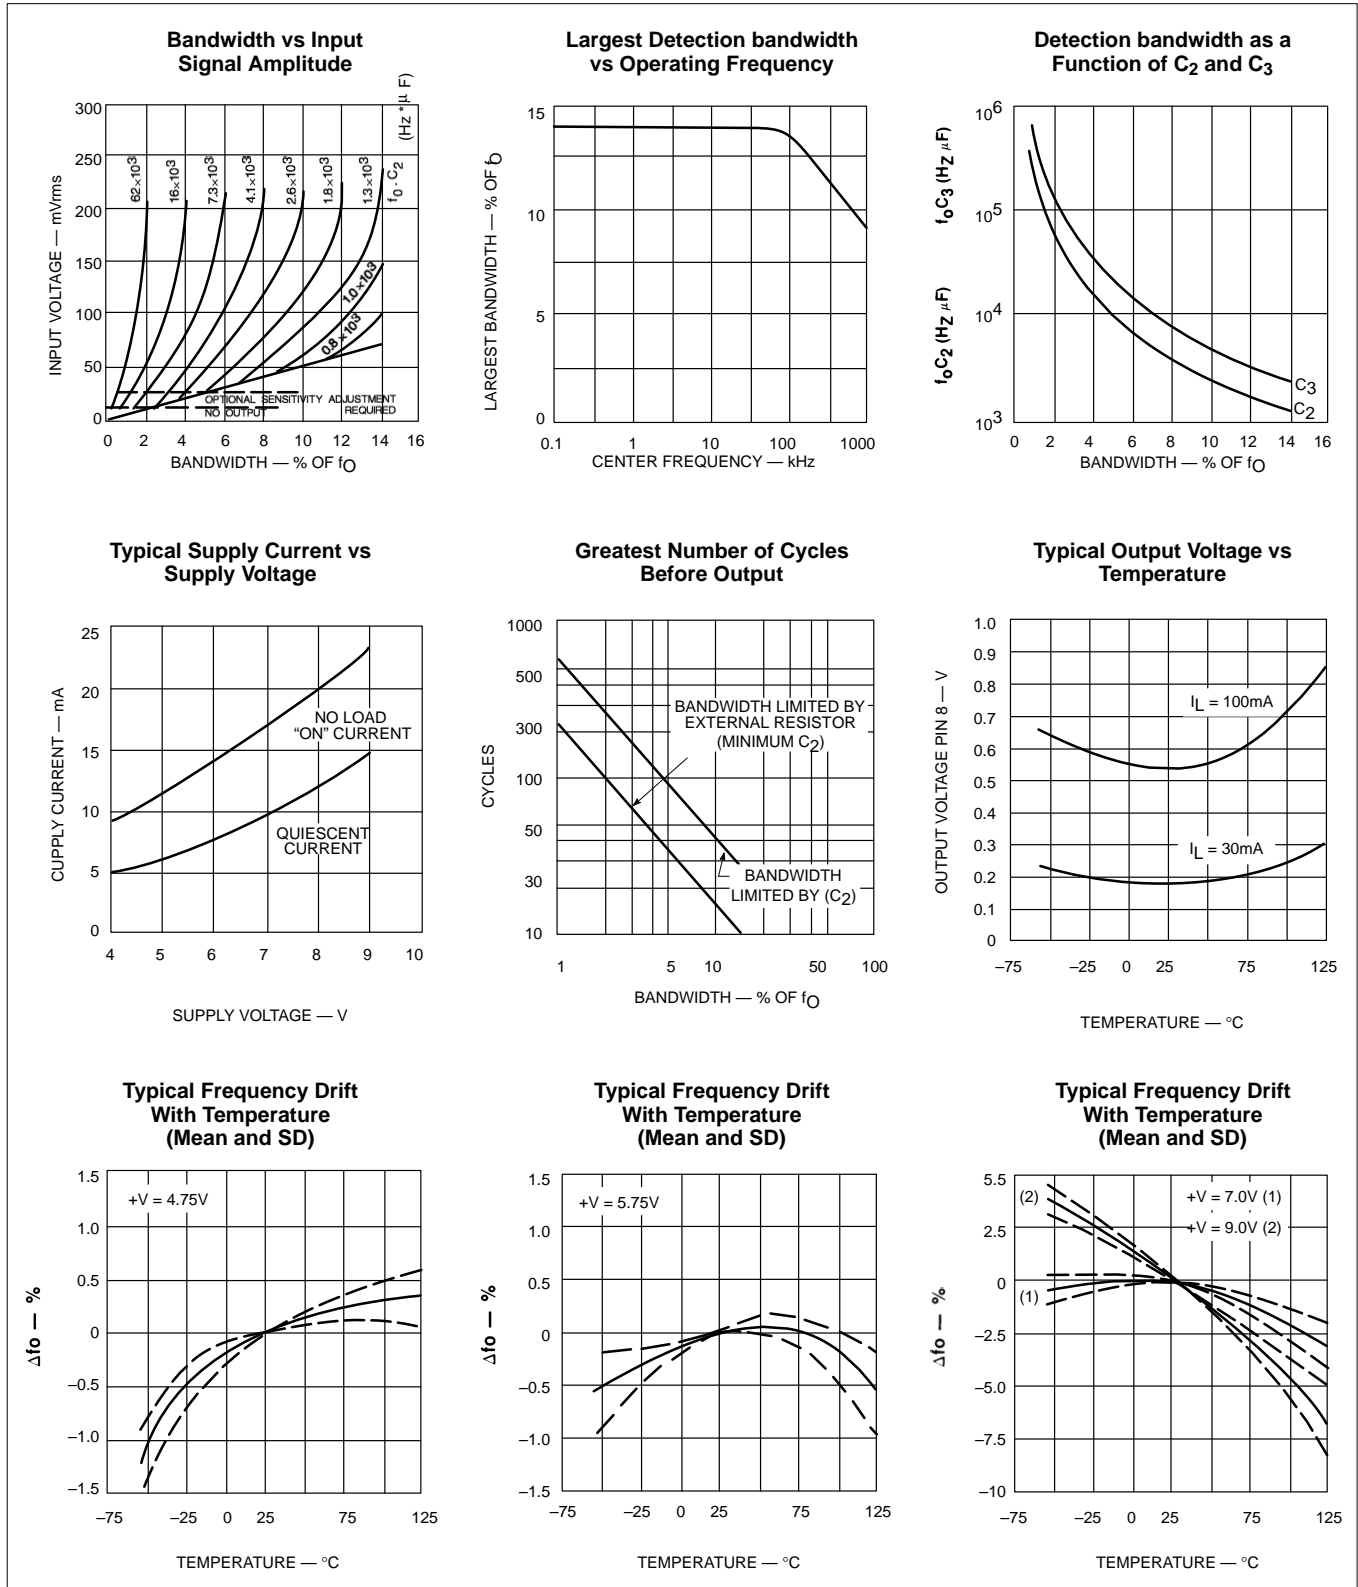 Bandwidth vs Input
Signal Amplitude
300
250
200
150
100
50
0
INPUT VOLTAGE — mVrms
62×10³
16×10³
7.3×10³
4.1×10³
2.6×10³
1.8×10³
1.3×10³
fO · C2
(Hz * μ F)
1.0×10³
0.8×10³
OPTIONAL SENSITIVITY ADJUSTMENT
REQUIRED
NO OUTPUT
0 2 4 6 8 10 12 14 16
BANDWIDTH — % OF fO
Largest Detection bandwidth
vs Operating Frequency
15
10
5
0
LARGEST BANDWIDTH — % OF fO
0.1 1 10 100 1000
CENTER FREQUENCY — kHz
Detection bandwidth as a
Function of C2 and C3
10⁶
10⁵
10⁴
10³
foC3 (HZ μF)
foC2 (HZ μF)
C3
C2
0 2 4 6 8 10 12 14 16
BANDWIDTH — % OF fO
Typical Supply Current vs
Supply Voltage
25
20
15
10
5
0
CUPPLY CURRENT — mA
NO LOAD
“ON” CURRENT
QUIESCENT
CURRENT
4 5 6 7 8 9 10
SUPPLY VOLTAGE — V
Greatest Number of Cycles
Before Output
1000
500
300
100
50
30
10
CYCLES
BANDWIDTH LIMITED BY
EXTERNAL RESISTOR
(MINIMUM C2)
BANDWIDTH
LIMITED BY (C2)
1 5 10 50 100
BANDWIDTH — % OF fO
Typical Output Voltage vs
Temperature
1.0
0.9
0.8
0.7
0.6
0.5
0.4
0.3
0.2
0.1
0
OUTPUT VOLTAGE PIN 8 — V
IL = 100mA
IL = 30mA
–75 –25 0 25 75 125
TEMPERATURE — °C
Typical Frequency Drift
With Temperature
(Mean and SD)
1.5
1.0
0.5
0
–0.5
–1.0
–1.5
Δfo — %
+V = 4.75V
–75 –25 0 25 75 125
TEMPERATURE — °C
Typical Frequency Drift
With Temperature
(Mean and SD)
1.5
1.0
0.5
0
–0.5
–1.0
–1.5
Δfo — %
+V = 5.75V
–75 –25 0 25 75 125
TEMPERATURE — °C
Typical Frequency Drift
With Temperature
(Mean and SD)
5.5
2.5
0
–2.5
–5.0
–7.5
–10
Δfo — %
(2)
(1)
+V = 7.0V (1)
+V = 9.0V (2)
–75 –25 0 25 75 125
TEMPERATURE — °C